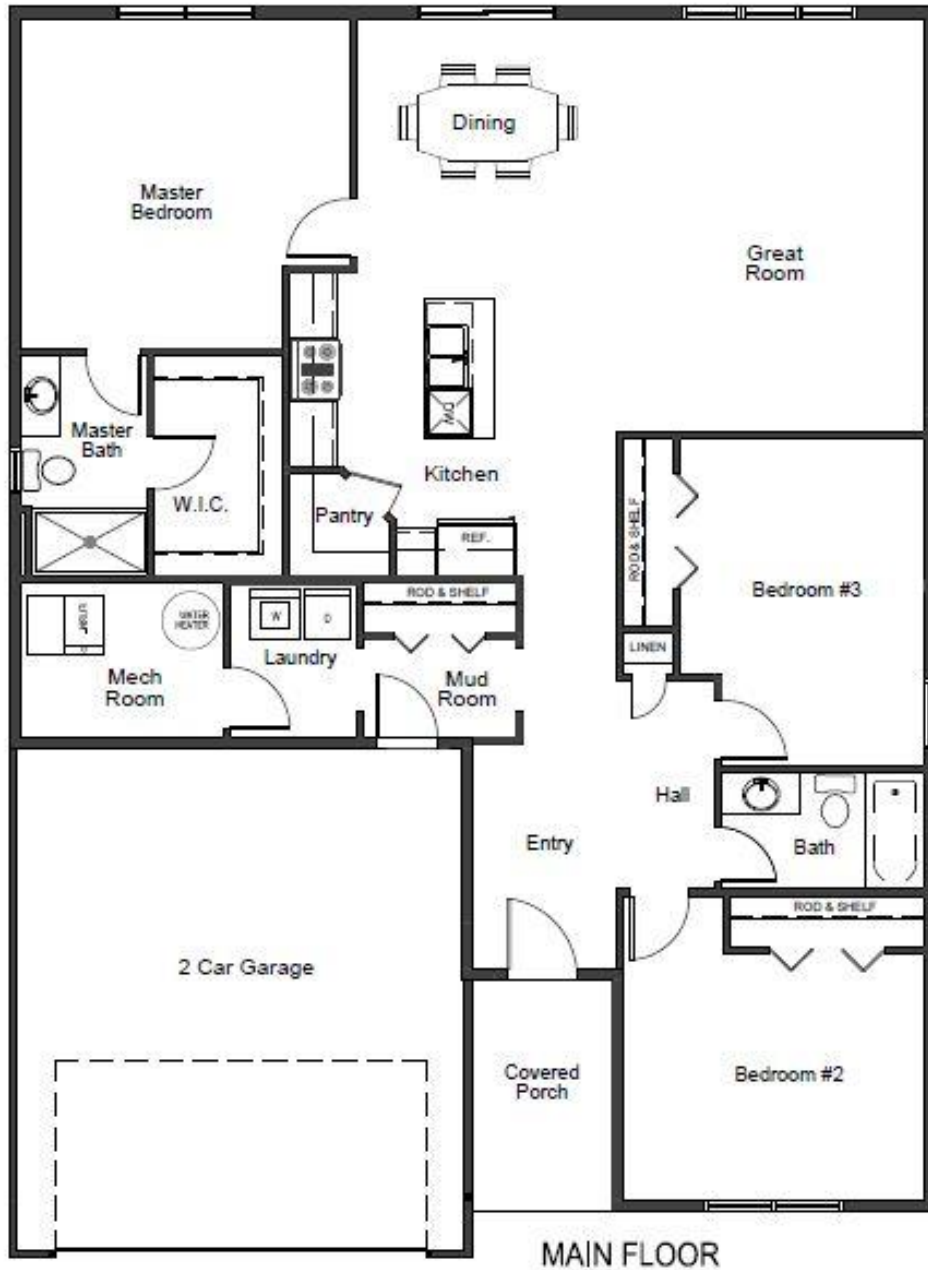 Dining
Master
Bedroom
Great
Room
DW
Master
Bath
Kitchen
W.I.C.
Pantry
REF.
ROD & SHELF
Bedroom #3
ROD & SHELF
WATER
HEATER
W
D
Laundry
LINEN
Mech
Room
Mud
Room
Hall
Entry
Bath
ROD & SHELF
2 Car Garage
Covered
Porch
Bedroom #2
MAIN FLOOR